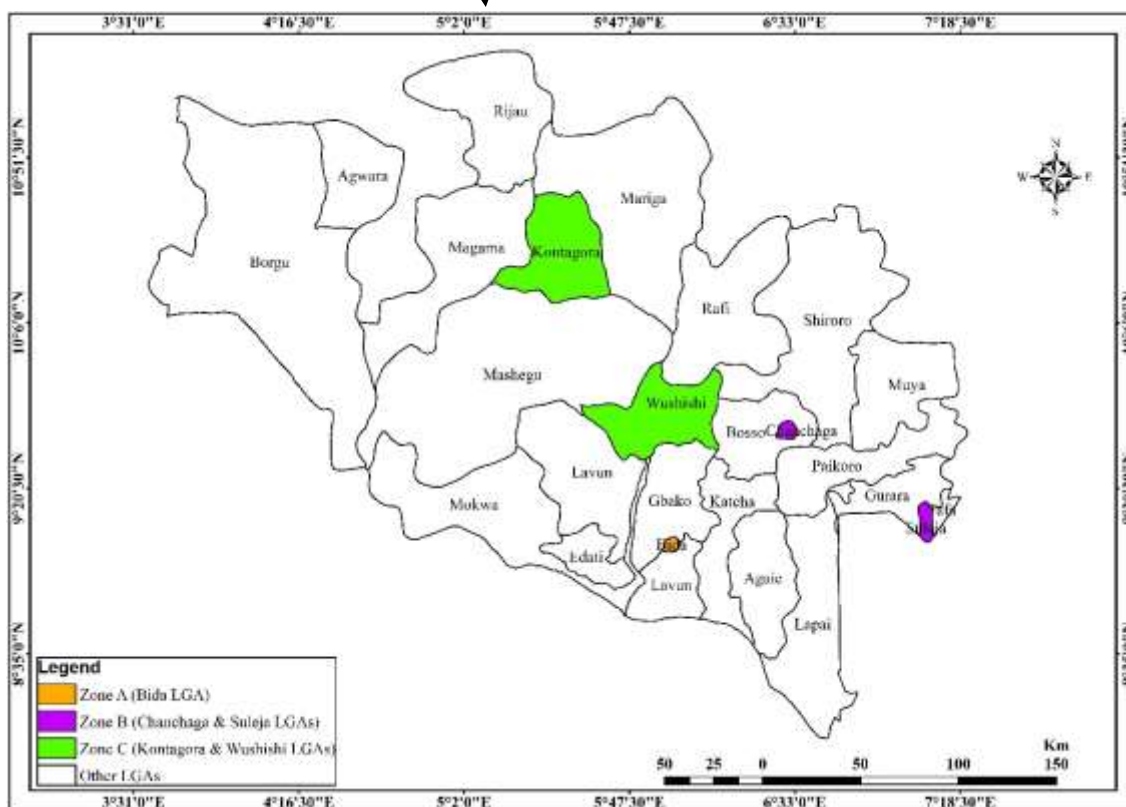 3°31'0"E 4°16'30"E 5°2'0"E 5°47'30"E 6°33'0"E 7°18'30"E
N
W E
S
10°51'30"N
10°6'0"N
9°20'30"N
8°35'0"N
Rijau
Agwara
Mariga
Magama
Kontagora
Borgu
Rafi
Shiroro
Mashegu
Muya
Wushishi
Bosso
Chanchaga
Lavun
Paikoro
Mokwa
Gbako
Katcha
Gurara
Suleja
Edati
Lavun
Agaie
Lapai
Legend
Zone A (Bida LGA)
Zone B (Chanchaga & Suleja LGAs)
Zone C (Kontagora & Wushishi LGAs)
Other LGAs
Km
50 25 0 50 100 150
3°31'0"E 4°16'30"E 5°2'0"E 5°47'30"E 6°33'0"E 7°18'30"E